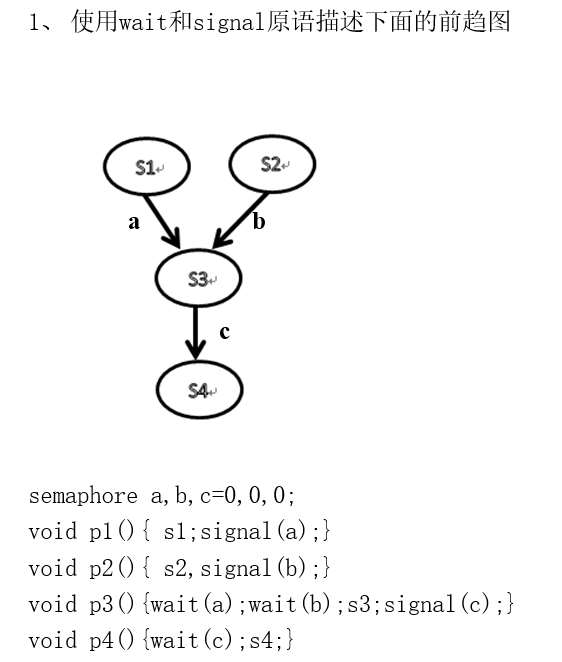 1、 使用wait和signal原语描述下面的前趋图
S1↵ S2↵
a b
S3↵
c
S4↵
semaphore a,b,c=0,0,0;
void p1(){ s1;signal(a);}
void p2(){ s2,signal(b);}
void p3(){wait(a);wait(b);s3;signal(c);}
void p4(){wait(c);s4;}